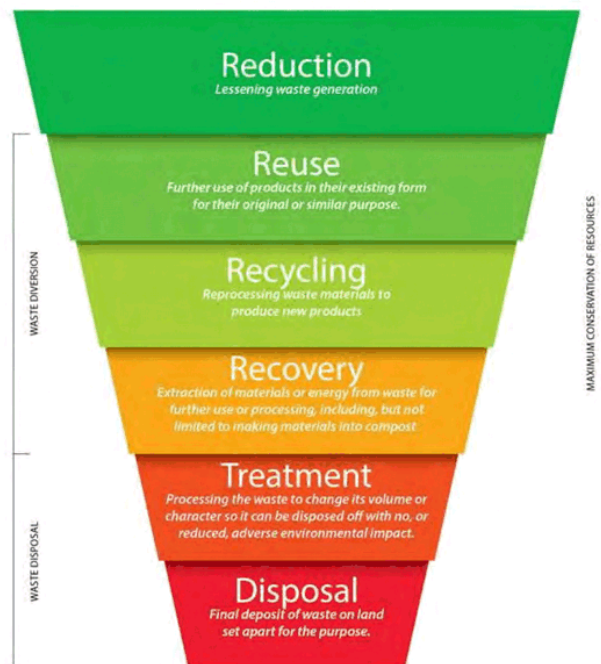 Reduction
Lessening waste generation
Reuse
Further use of products in their existing form
for their original or similar purpose.
Recycling
Reprocessing waste materials to
produce new products
Recovery
Extraction of materials or energy from waste for
further use or processing, including, but not
limited to making materials into compost
Treatment
Processing the waste to change its volume or
character so it can be disposed off with no, or
reduced, adverse environmental impact.
Disposal
Final deposit of waste on land
set apart for the purpose.
WASTE DIVERSION
WASTE DISPOSAL
MAXIMUM CONSERVATION OF RESOURCES